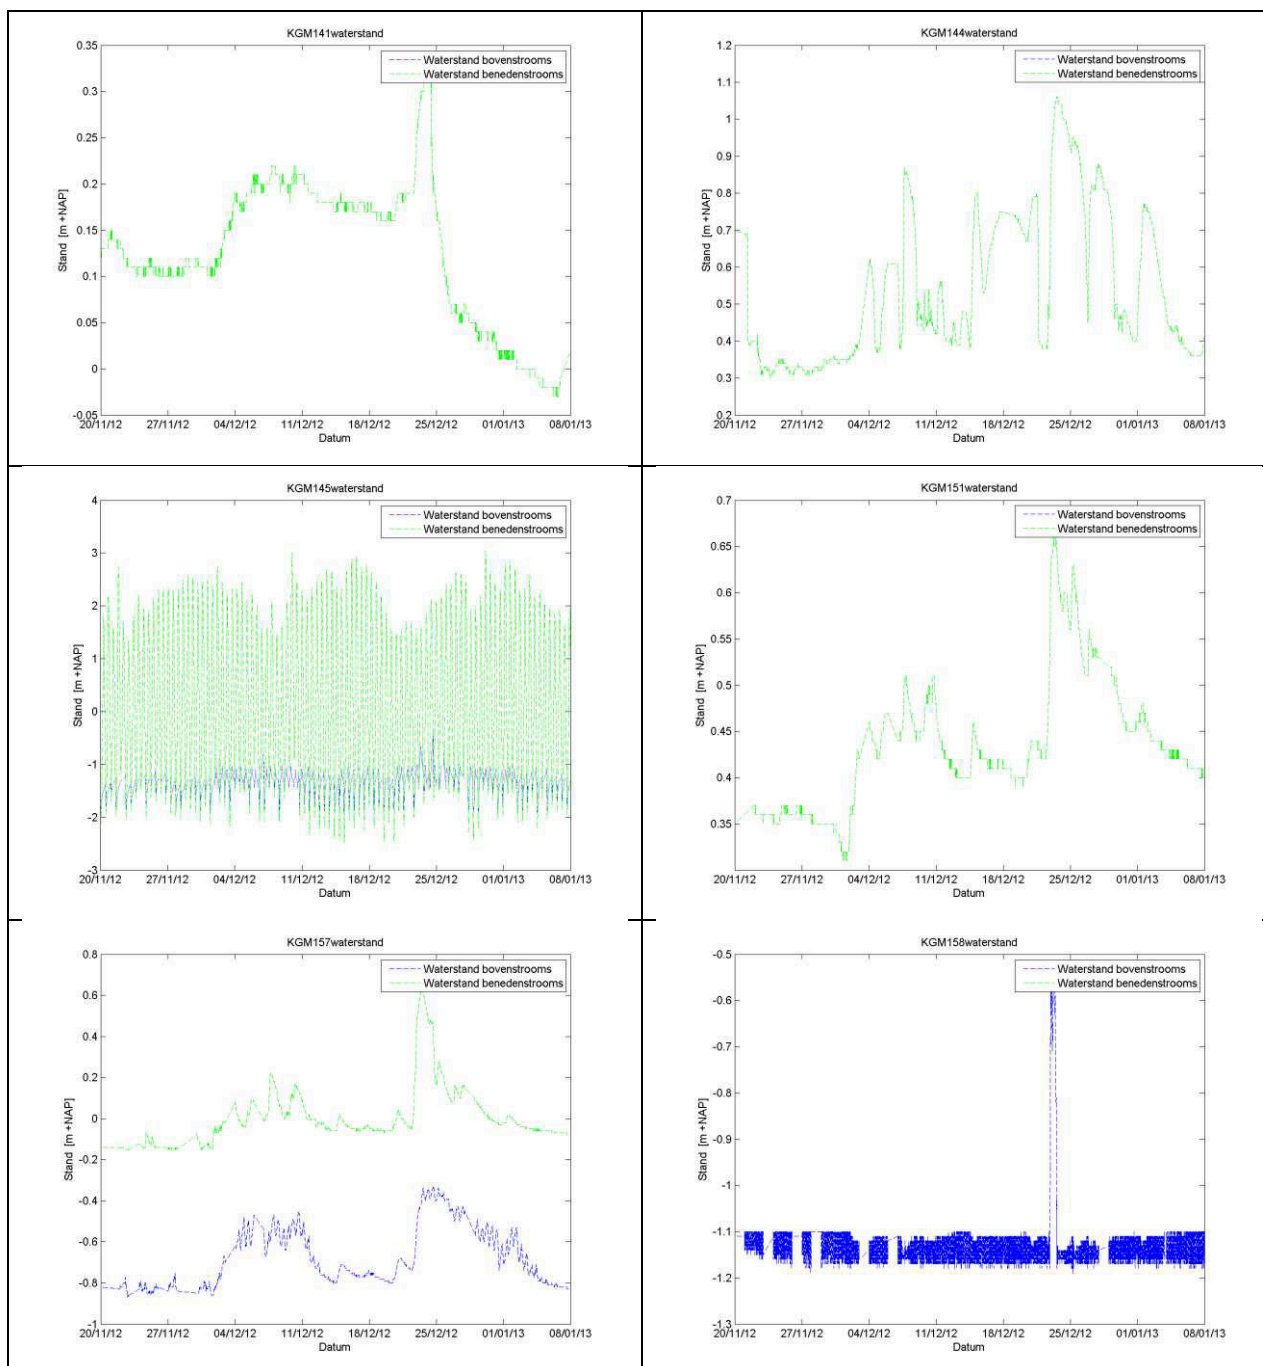 KGM141waterstand
Waterstand bovenstrooms
Waterstand benedenstrooms
0.35
0.3
0.25
0.2
0.15
0.1
0.05
0
-0.05
Stand [m +NAP]
20/11/12 27/11/12 04/12/12 11/12/12 18/12/12 25/12/12 01/01/13 08/01/13
Datum
KGM144waterstand
Waterstand bovenstrooms
Waterstand benedenstrooms
1.2
1.1
1
0.9
0.8
0.7
0.6
0.5
0.4
0.3
0.2
Stand [m +NAP]
20/11/12 27/11/12 04/12/12 11/12/12 18/12/12 25/12/12 01/01/13 08/01/13
Datum
KGM145waterstand
Waterstand bovenstrooms
Waterstand benedenstrooms
4
3
2
1
0
-1
-2
-3
Stand [m +NAP]
20/11/12 27/11/12 04/12/12 11/12/12 18/12/12 25/12/12 01/01/13 08/01/13
Datum
KGM151waterstand
Waterstand bovenstrooms
Waterstand benedenstrooms
0.7
0.65
0.6
0.55
0.5
0.45
0.4
0.35
Stand [m +NAP]
20/11/12 27/11/12 04/12/12 11/12/12 18/12/12 25/12/12 01/01/13 08/01/13
Datum
KGM157waterstand
Waterstand bovenstrooms
Waterstand benedenstrooms
0.8
0.6
0.4
0.2
0
-0.2
-0.4
-0.6
-0.8
-1
Stand [m +NAP]
20/11/12 27/11/12 04/12/12 11/12/12 18/12/12 25/12/12 01/01/13 08/01/13
Datum
KGM158waterstand
Waterstand bovenstrooms
Waterstand benedenstrooms
-0.5
-0.6
-0.7
-0.8
-0.9
-1
-1.1
-1.2
-1.3
Stand [m +NAP]
20/11/12 27/11/12 04/12/12 11/12/12 18/12/12 25/12/12 01/01/13 08/01/13
Datum